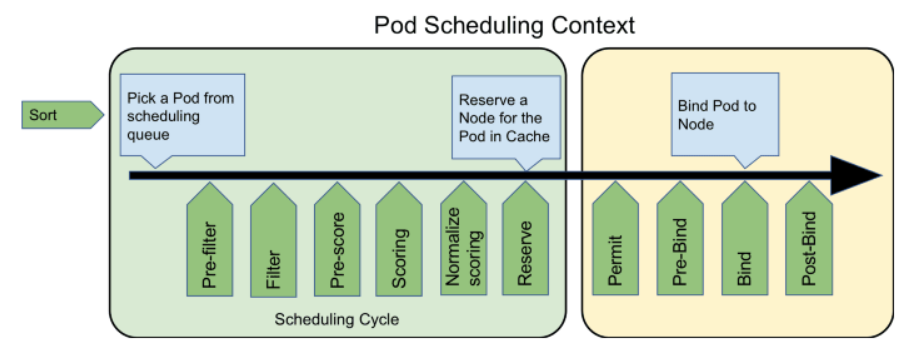 Pod Scheduling Context
Sort
Pick a Pod from
scheduling
queue
Reserve a
Node for the
Pod in Cache
Bind Pod to
Node
Pre-filter
Filter
Pre-score
Scoring
Normalize
scoring
Reserve
Permit
Pre-Bind
Bind
Post-Bind
Scheduling Cycle